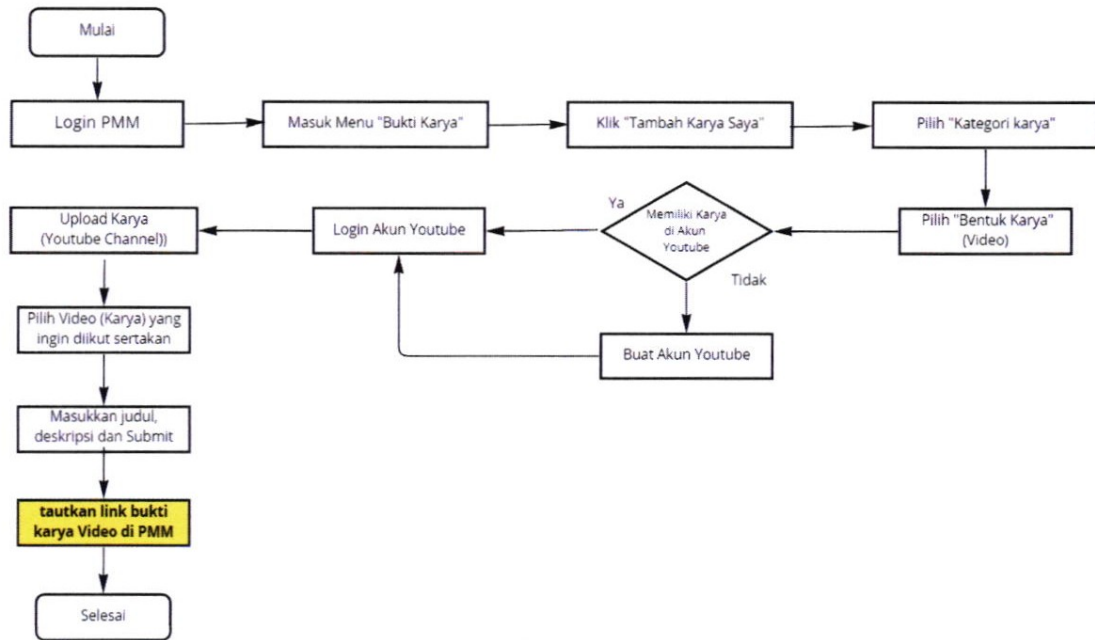 Mulai
Login PMM
Masuk Menu "Bukti Karya"
Klik "Tambah Karya Saya"
Pilih "Kategori karya"
Pilih "Bentuk Karya"
(Video)
Memiliki Karya
di Akun
Youtube
Ya
Tidak
Buat Akun Youtube
Login Akun Youtube
Upload Karya
(Youtube Channel))
Pilih Video (Karya) yang
ingin diikut sertakan
Masukkan judul,
deskripsi dan Submit
tautkan link bukti
karya Video di PMM
Selesai